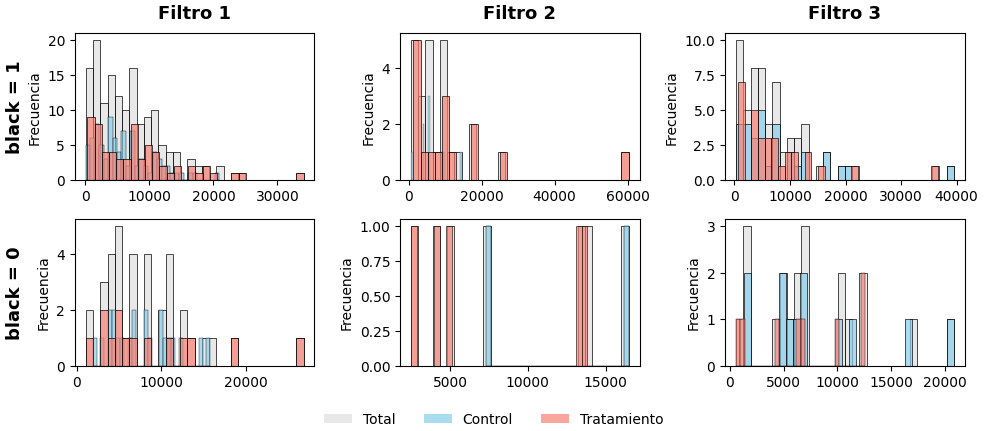 Filtro 1 Filtro 2 Filtro 3
black = 1
Frecuencia
20
15
10
5
0
0 10000 20000 30000
Frecuencia
4
2
0
0 20000 40000 60000
Frecuencia
10.0
7.5
5.0
2.5
0.0
0 10000 20000 30000 40000
black = 0
Frecuencia
4
2
0
0 10000 20000
Frecuencia
1.00
0.75
0.50
0.25
0.00
5000 10000 15000
Frecuencia
3
2
1
0
0 5000 10000 15000 20000
Total Control Tratamiento